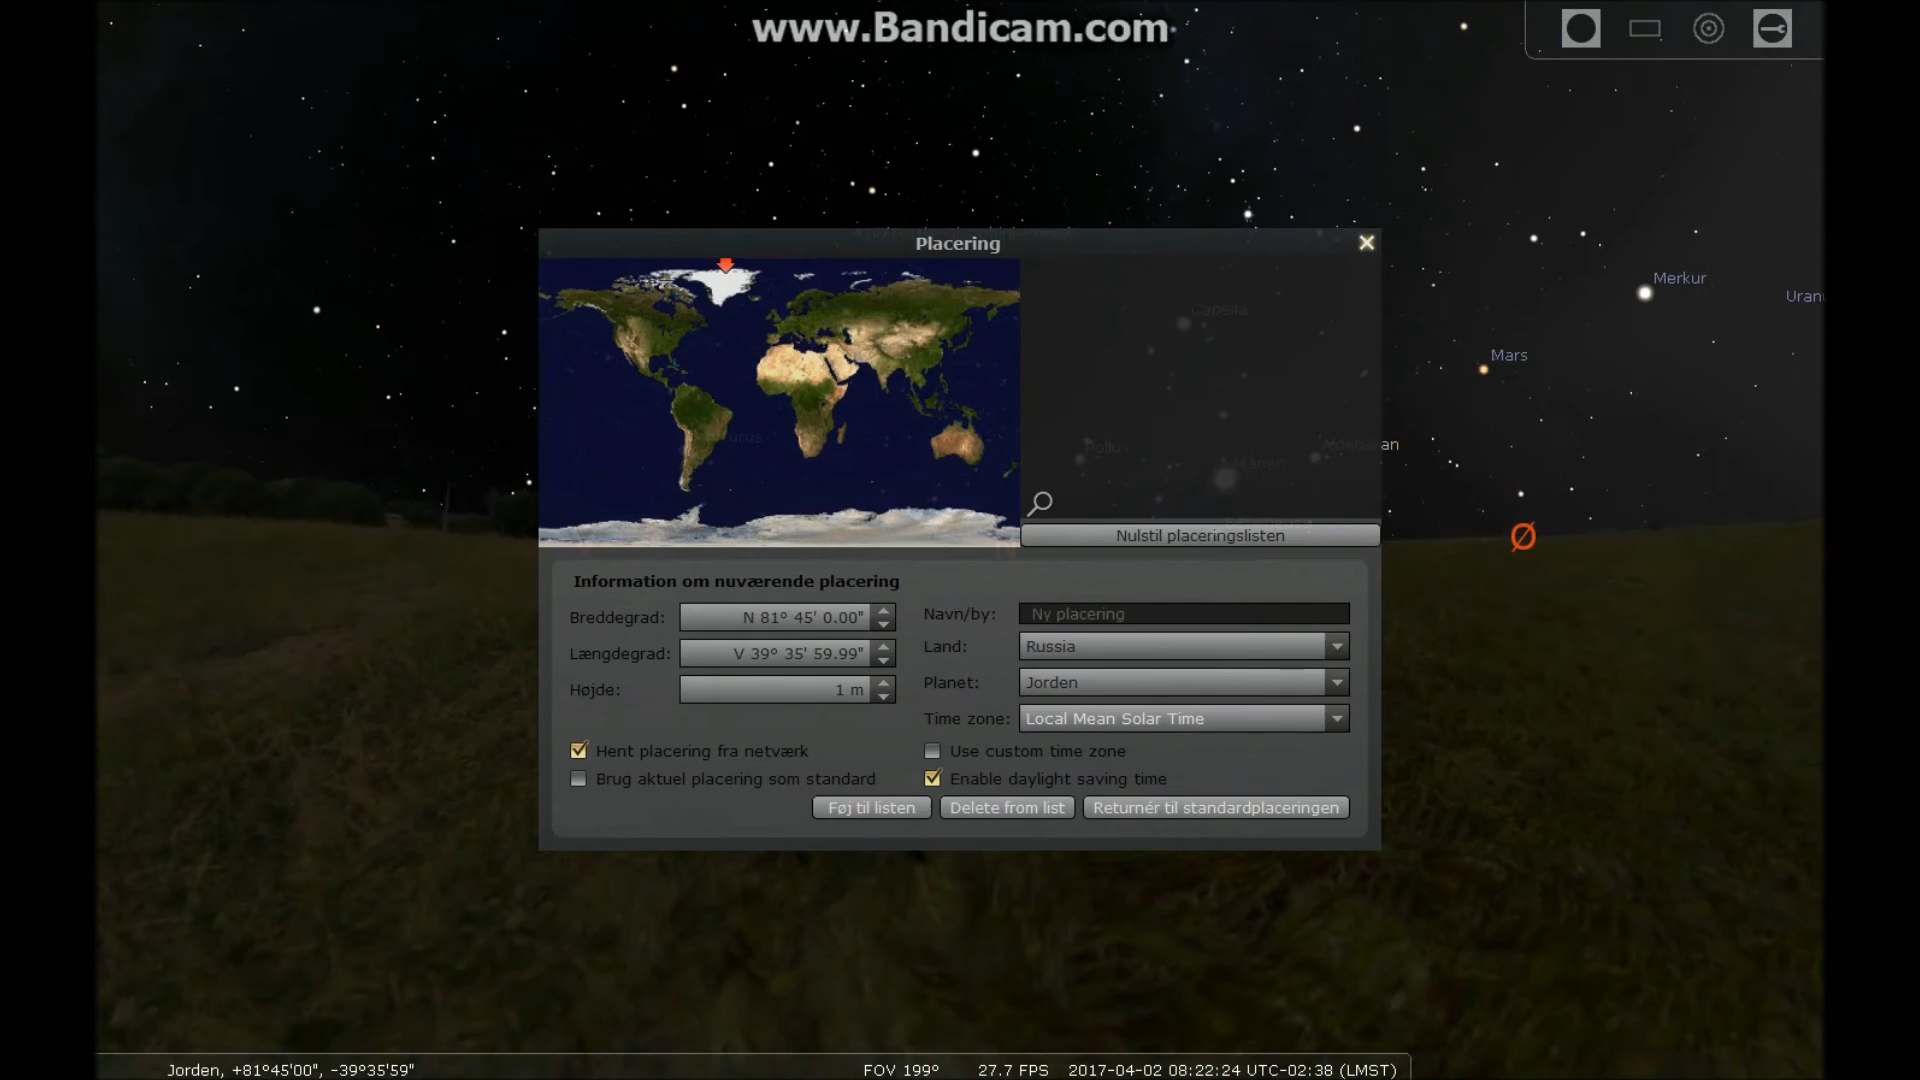 www.Bandicam.com
Placering
Capella
Merkur
Uran
Mars
Pollux
Månen
Aldebaran
Nulstil placeringslisten
Ø
Information om nuværende placering
Breddegrad: N 81° 45' 0.00"
Navn/by: Ny placering
Længdegrad: V 39° 35' 59.99"
Land: Russia
Højde: 1 m
Planet: Jorden
Time zone: Local Mean Solar Time
Hent placering fra netværk
Use custom time zone
Brug aktuel placering som standard
Enable daylight saving time
Føj til listen
Delete from list
Returnér til standardplaceringen
Jorden, +81°45'00", -39°35'59"
FOV 199°
27.7 FPS
2017-04-02 08:22:24 UTC-02:38 (LMST)